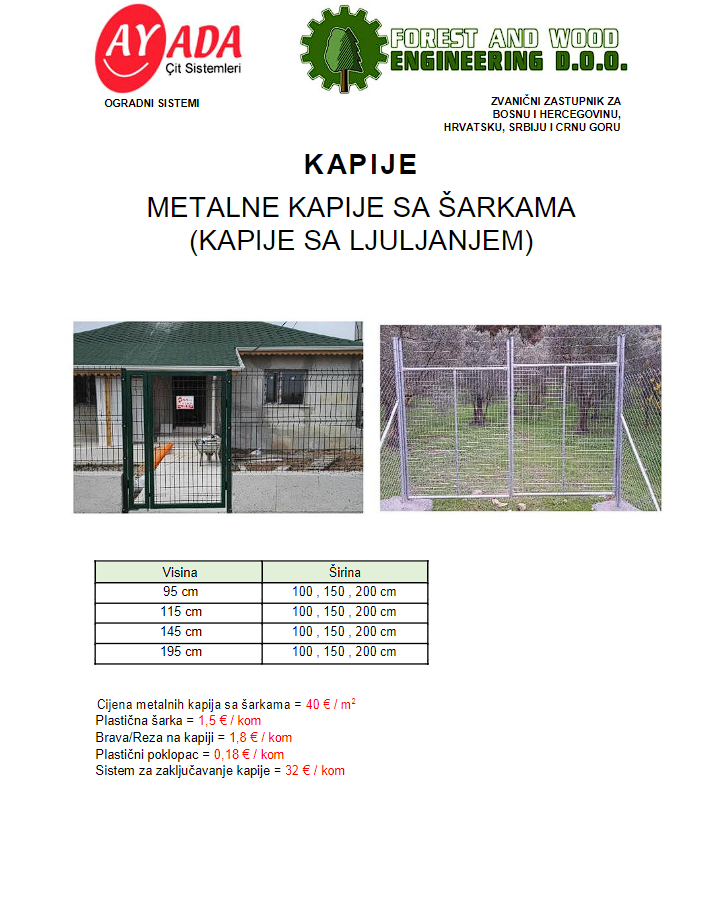 AYADA
Çit Sistemleri
FOREST AND WOOD
ENGINEERING D.O.O.
OGRADNI SISTEMI
ZVANIČNI ZASTUPNIK ZA
BOSNU I HERCEGOVINU,
HRVATSKU, SRBIJU I CRNU GORU
KAPIJE
METALNE KAPIJE SA ŠARKAMA
(KAPIJE SA LJULJANJEM)
Visina Širina
95 cm 100 , 150 , 200 cm
115 cm 100 , 150 , 200 cm
145 cm 100 , 150 , 200 cm
195 cm 100 , 150 , 200 cm
Cijena metalnih kapija sa šarkama = 40 € / m²
Plastična šarka = 1,5 € / kom
Brava/Reza na kapiji = 1,8 € / kom
Plastični poklopac = 0,18 € / kom
Sistem za zaključavanje kapije = 32 € / kom